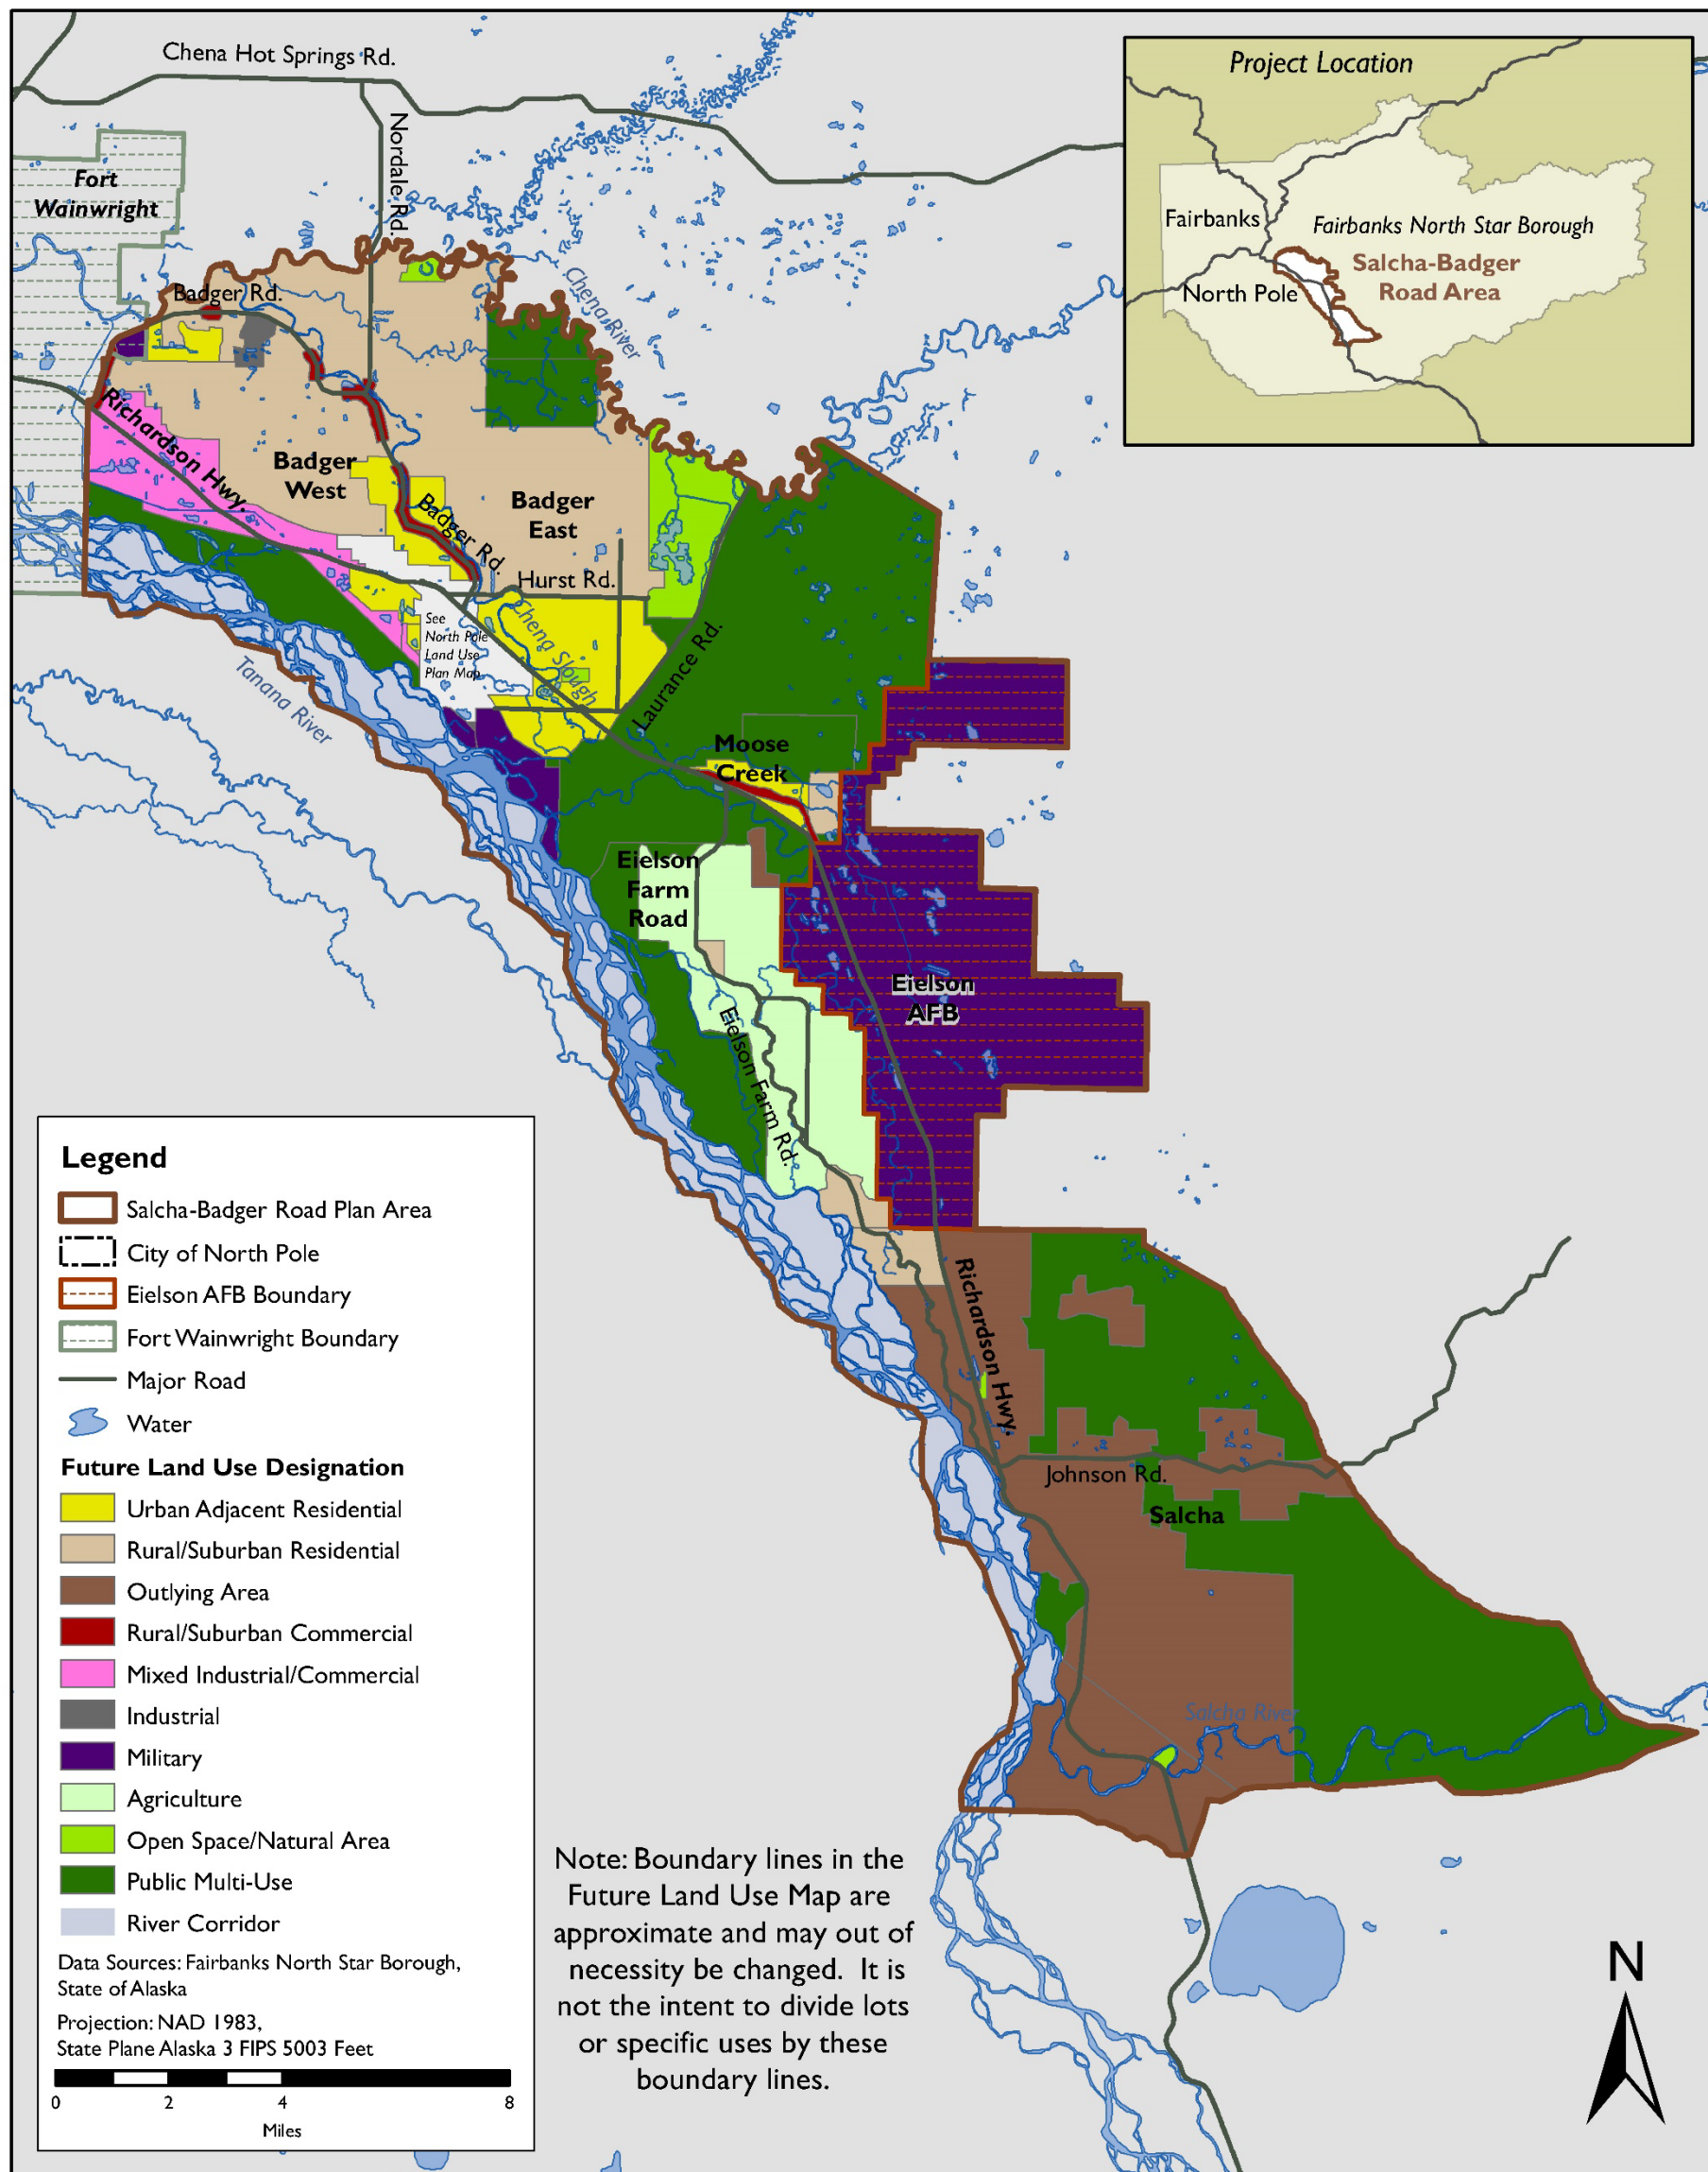 Chena Hot Springs Rd.
Nordale Rd.
Fort
Wainwright
Badger Rd.
Chena River
Richardson Hwy.
Badger
West
Badger
East
Badger Rd.
Hurst Rd.
See
North Pole
Land Use
Plan Map
Cheng Slough
Tanana River
Laurance Rd.
Moose
Creek
Eielson
Farm
Road
Eielson
AFB
Eielson Farm Rd.
Richardson Hwy.
Johnson Rd.
Salcha
Salcha River
Project Location
Fairbanks
Fairbanks North Star Borough
Salcha-Badger
Road Area
North Pole
Legend
Salcha-Badger Road Plan Area
City of North Pole
Eielson AFB Boundary
Fort Wainwright Boundary
Major Road
Water
Future Land Use Designation
Urban Adjacent Residential
Rural/Suburban Residential
Outlying Area
Rural/Suburban Commercial
Mixed Industrial/Commercial
Industrial
Military
Agriculture
Open Space/Natural Area
Public Multi-Use
River Corridor
Data Sources: Fairbanks North Star Borough,
State of Alaska
Projection: NAD 1983,
State Plane Alaska 3 FIPS 5003 Feet
0 2 4 8
Miles
Note: Boundary lines in the
Future Land Use Map are
approximate and may out of
necessity be changed. It is
not the intent to divide lots
or specific uses by these
boundary lines.
N